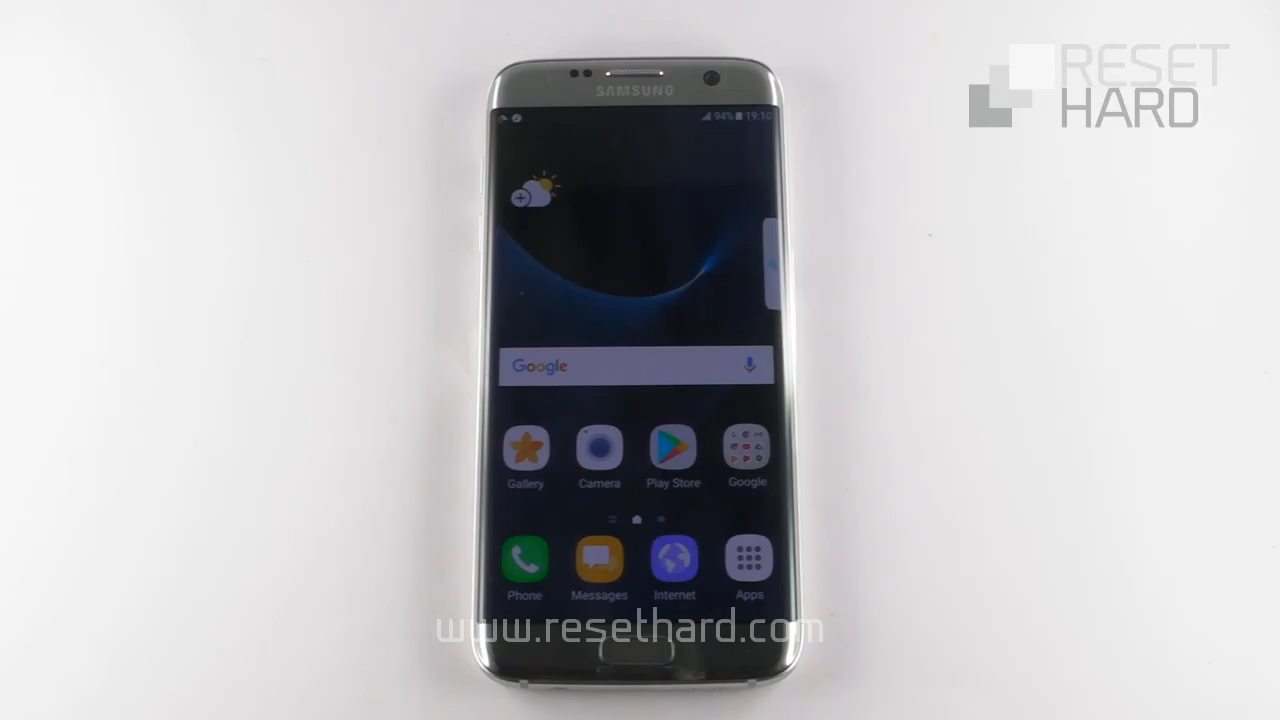 RESET
HARD
SAMSUNG
94% 19:10
Google
Gallery Camera Play Store Google
Phone Messages Internet Apps
www.resethard.com